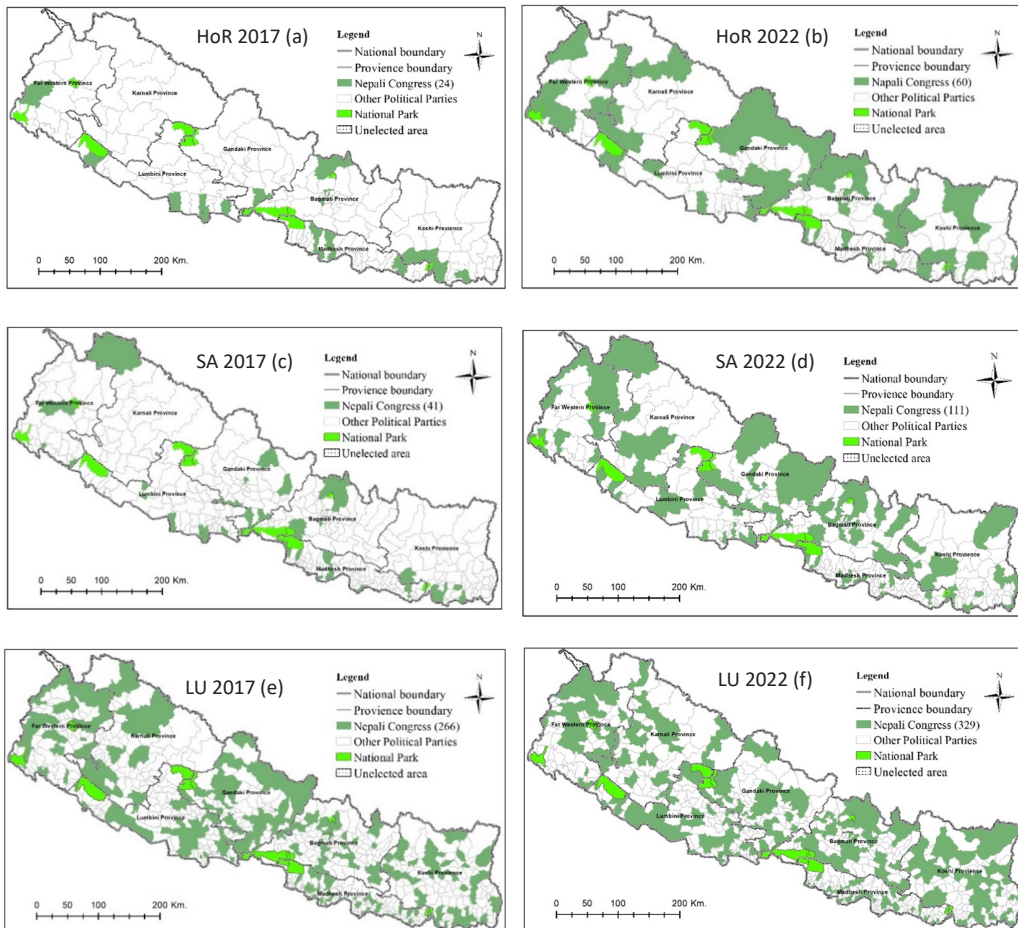 HoR 2017 (a)
Legend
N
National boundary
Provience boundary
Nepali Congress (24)
Other Political Parties
National Park
Unelected area
Far Western Province
Karnali Province
Gandaki Province
Lumbini Province
Bagmati Province
Koshi Province
Madhesh Province
0 50 100 200 Km.
HoR 2022 (b)
Legend
N
National boundary
Provience boundary
Napali Congress (60)
Other Political Parties
National Park
Unelected area
Far Western Province
Karnali Province
Gandaki Province
Lumbini Province
Bagmati Province
Koshi Province
Madhesh Province
0 50 100 200 Km.
SA 2017 (c)
Legend
N
National boundary
Provience boundary
Nepali Congress (41)
Other Political Parties
National Park
Unelected area
Far Western Province
Karnali Province
Gandaki Province
Lumbini Province
Bagmati Province
Koshi Provience
Madhesh Province
0 50 100 200 Km.
SA 2022 (d)
Legend
N
National boundary
Provience boundary
Nepali Congress (111)
Other Political Parties
National Park
Unelected area
Far Western Province
Karnali Province
Gandaki Province
Lumbini Province
Bagmati Province
Koshi Provience
Madhesh Province
0 50 100 200 Km.
LU 2017 (e)
Legend
N
National boundary
Provience boundary
Nepali Congress (266)
Other Political Parties
National Park
Unelected area
Far Western Province
Karnali Province
Gandaki Province
Lumbini Province
Bagmati Province
Koshi Provience
Madhesh Province
0 50 100 200 Km.
LU 2022 (f)
Legend
N
National boundary
Provience boundary
Nepali Congress (329)
Other Political Parties
National Park
Unelected area
Far Western Province
Karnali Province
Gandaki Province
Lumbini Province
Bagmati Province
Koshi Provience
Madhesh Province
0 50 100 200 Km.